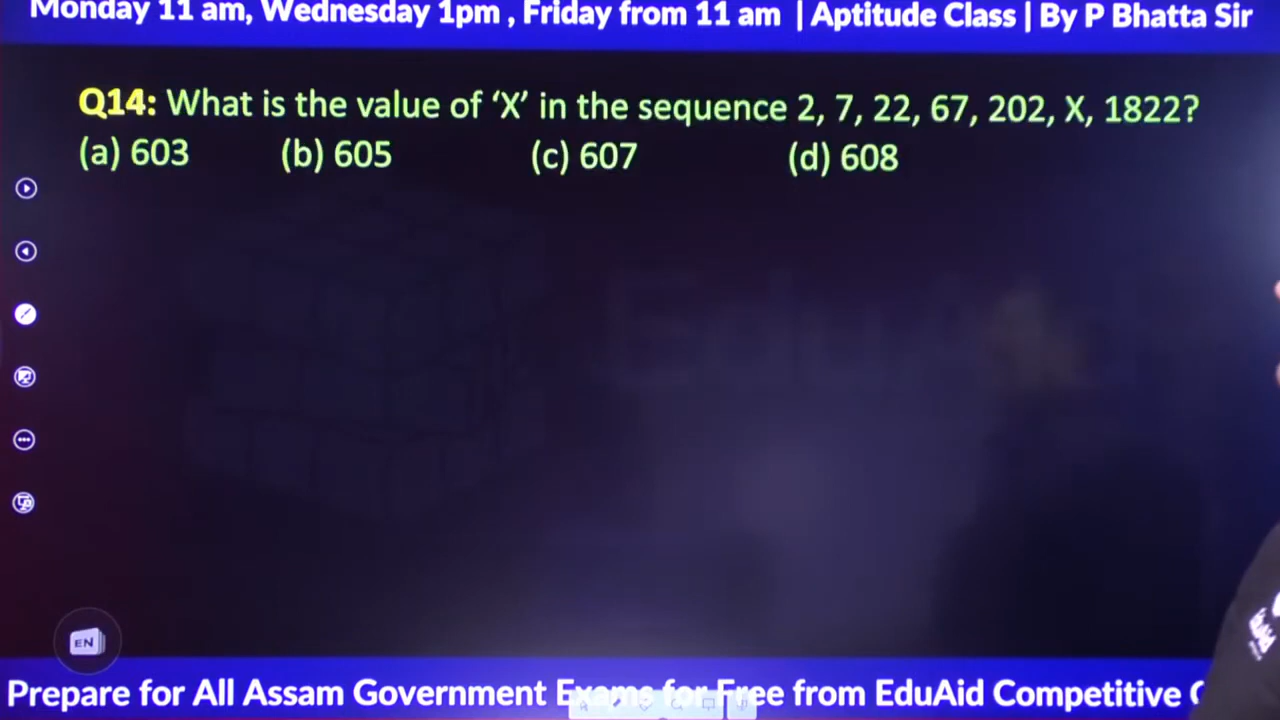 Monday 11 am, Wednesday 1pm , Friday from 11 am | Aptitude Class | By P Bhatta Sir
Q14: What is the value of ‘X’ in the sequence 2, 7, 22, 67, 202, X, 1822?
(a) 603 (b) 605 (c) 607 (d) 608
EN
Prepare for All Assam Government Exams for Free from EduAid Competitive